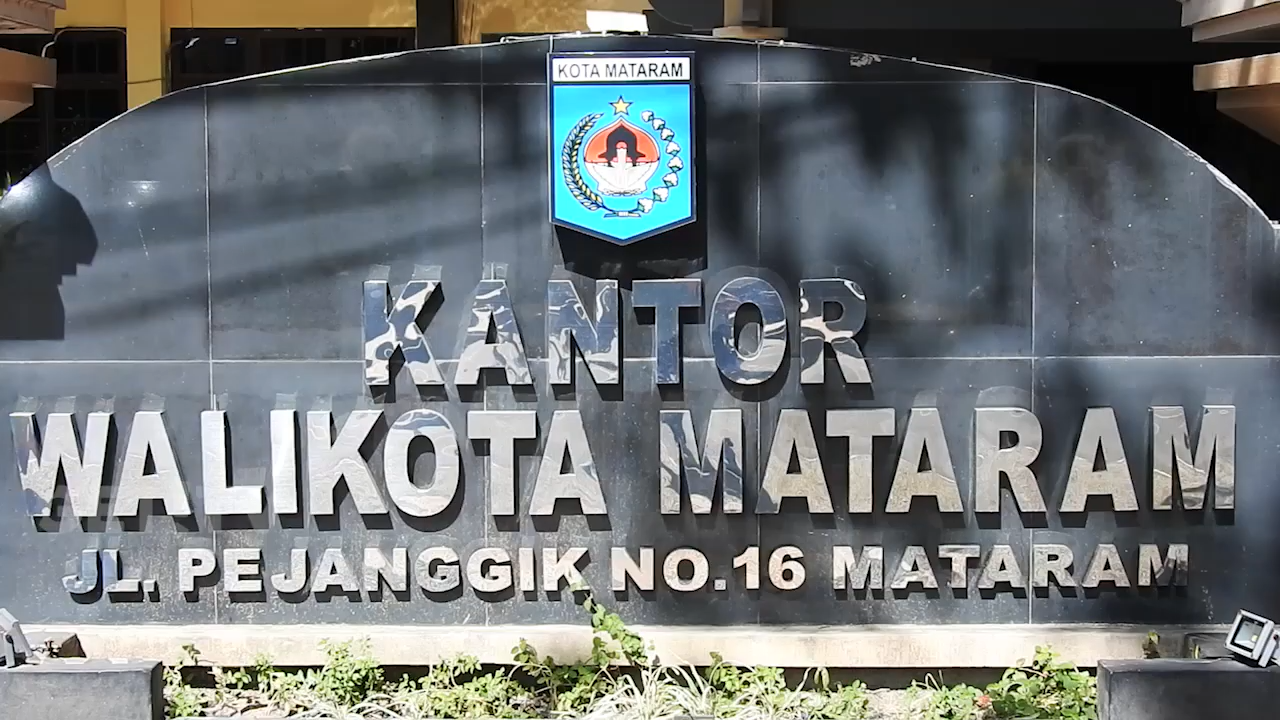 KOTA MATARAM
KANTOR
WALIKOTA MATARAM
JL. PEJANGGIK NO.16 MATARAM